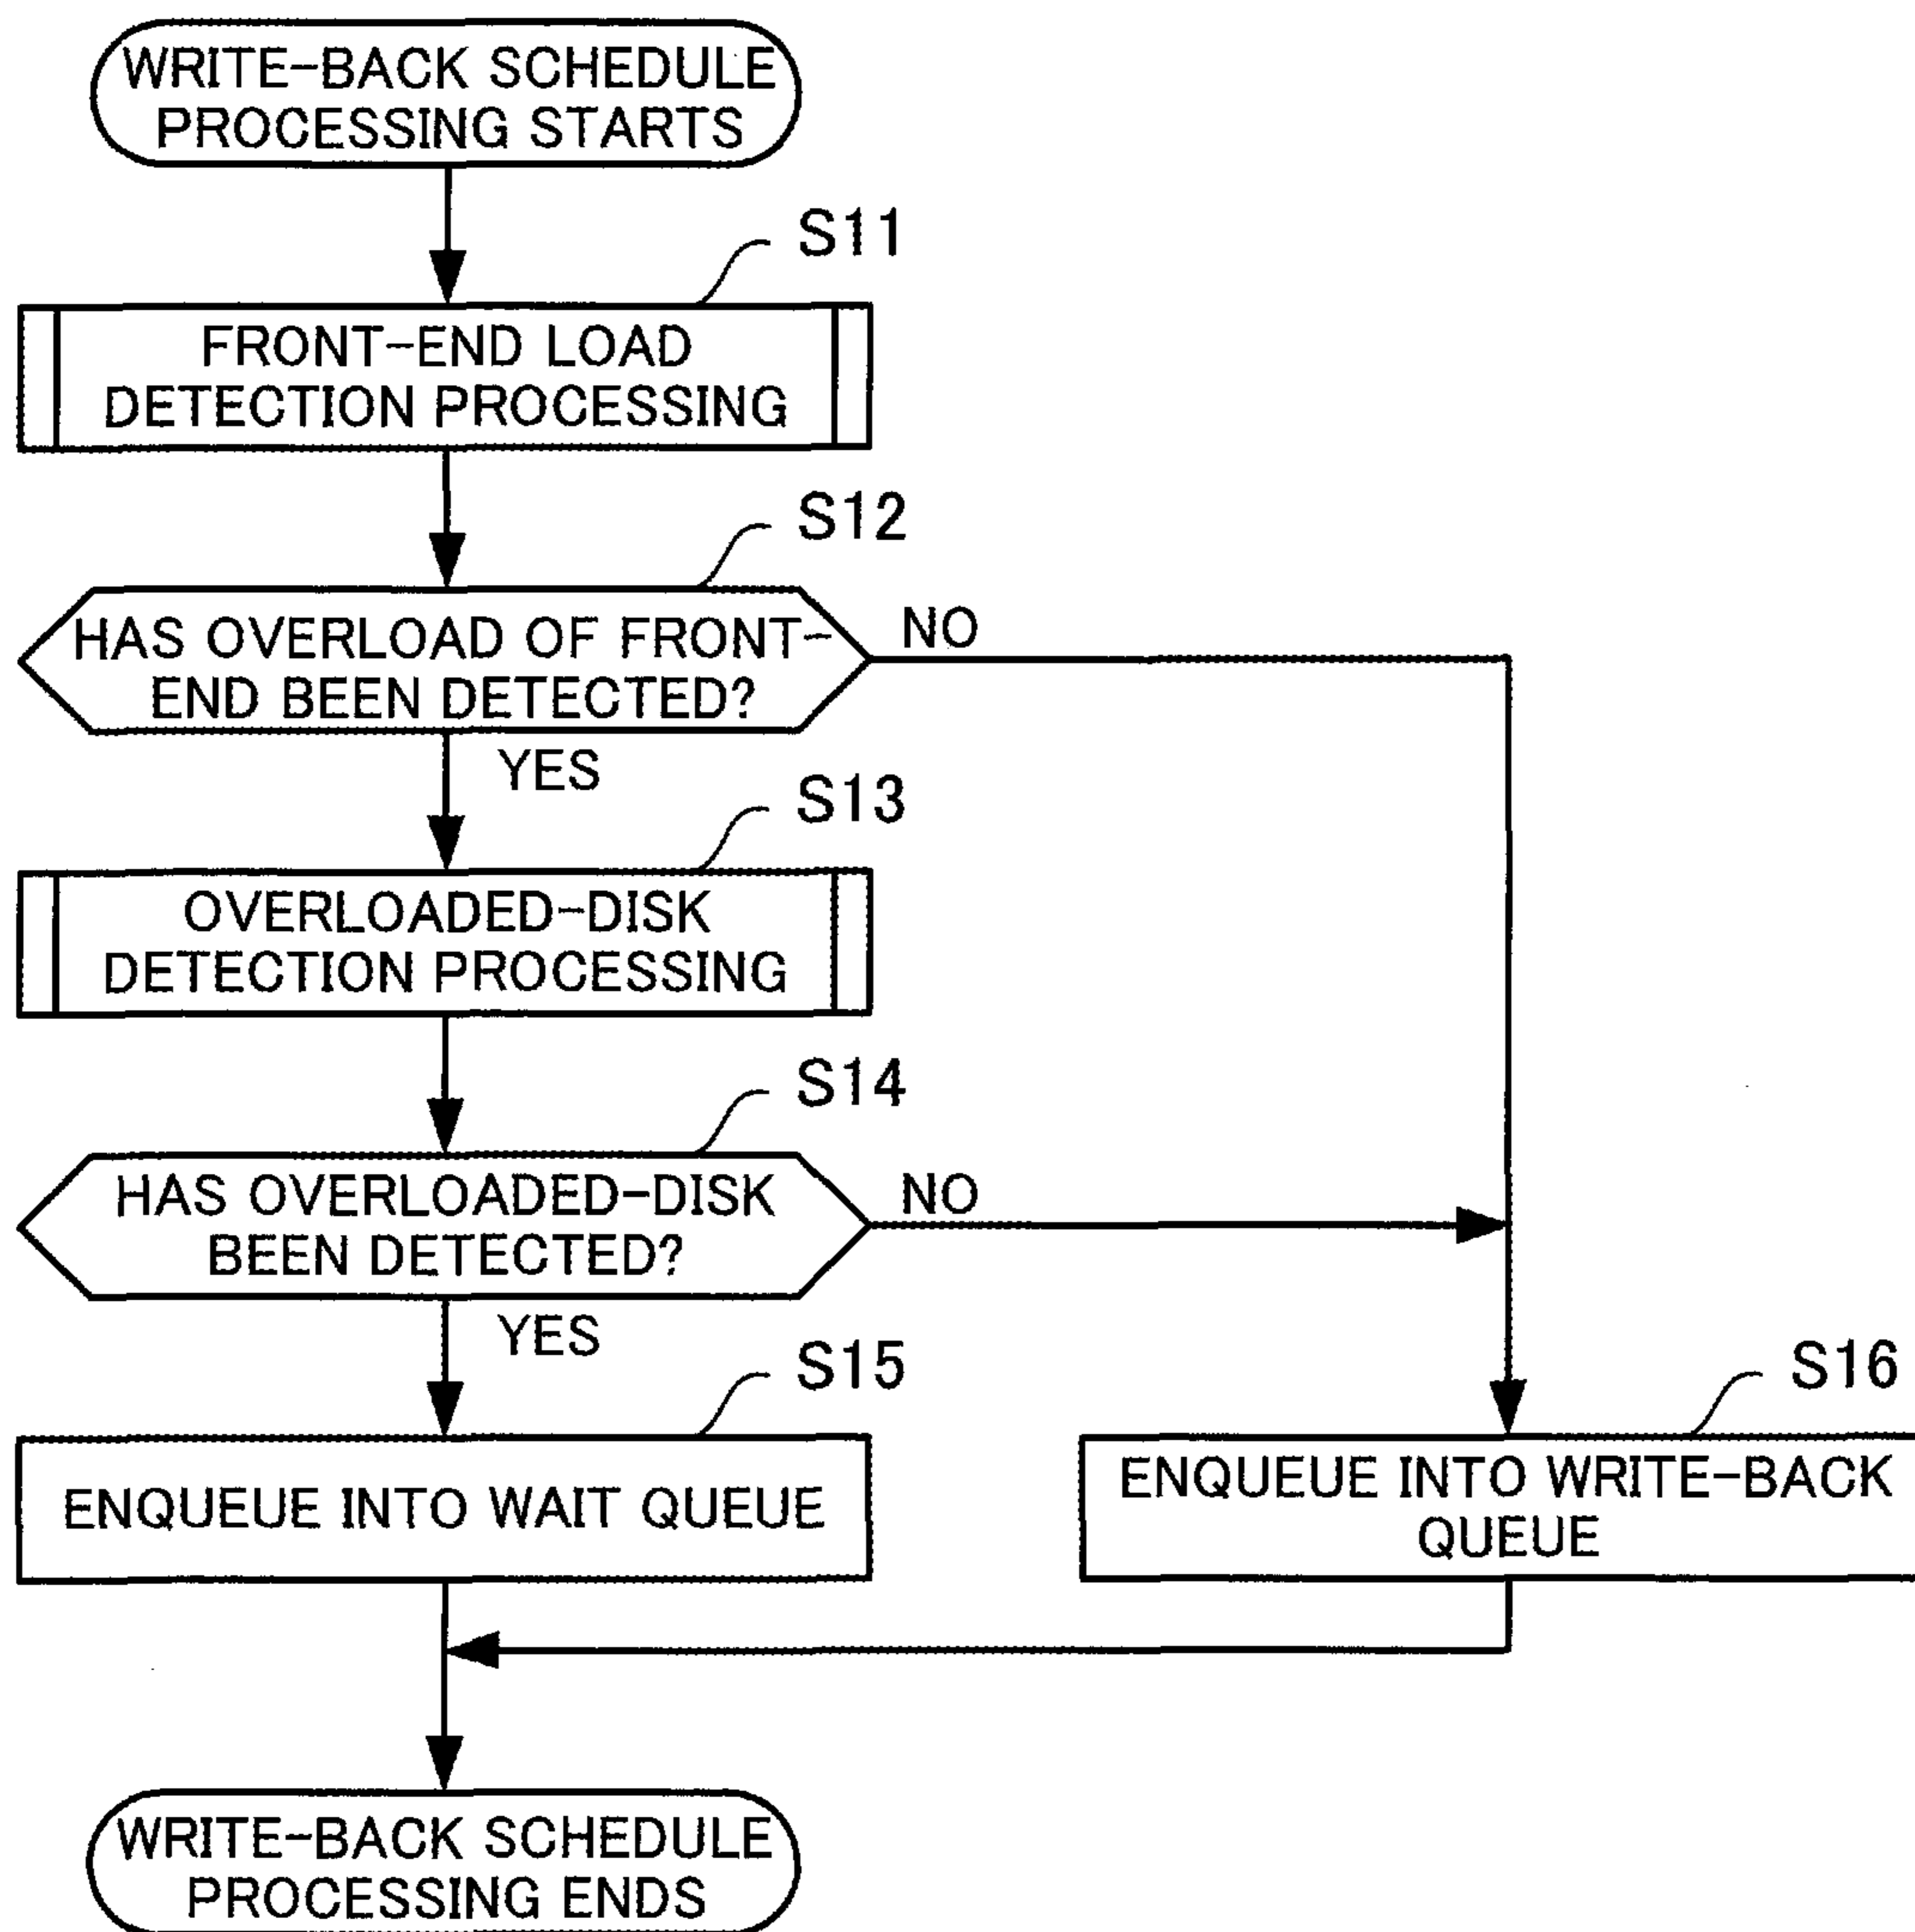 WRITE-BACK SCHEDULE
PROCESSING STARTS
S11
FRONT-END LOAD
DETECTION PROCESSING
S12
HAS OVERLOAD OF FRONT-
END BEEN DETECTED?
NO
YES
S13
OVERLOADED-DISK
DETECTION PROCESSING
S14
HAS OVERLOADED-DISK
BEEN DETECTED?
NO
YES
S15
ENQUEUE INTO WAIT QUEUE
S16
ENQUEUE INTO WRITE-BACK
QUEUE
WRITE-BACK SCHEDULE
PROCESSING ENDS